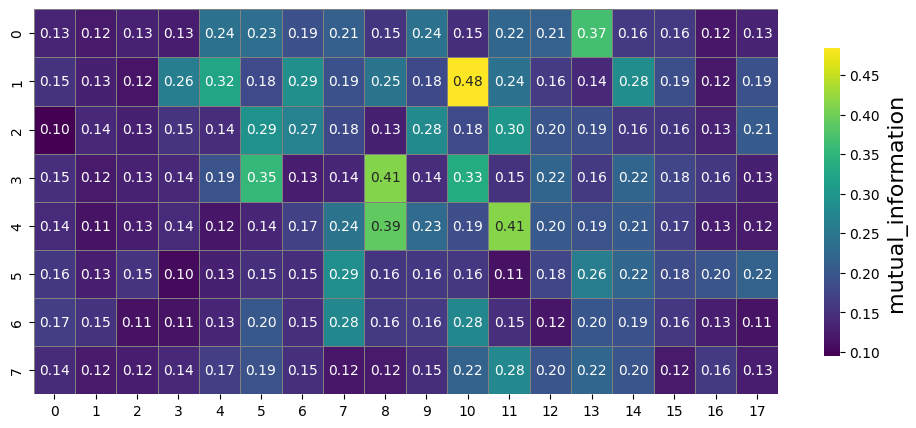 0 0.13 0.12 0.13 0.13 0.24 0.23 0.19 0.21 0.15 0.24 0.15 0.22 0.21 0.37 0.16 0.16 0.12 0.13
1 0.15 0.13 0.12 0.26 0.32 0.18 0.29 0.19 0.25 0.18 0.48 0.24 0.16 0.14 0.28 0.19 0.12 0.19
2 0.10 0.14 0.13 0.15 0.14 0.29 0.27 0.18 0.13 0.28 0.18 0.30 0.20 0.19 0.16 0.16 0.13 0.21
3 0.15 0.12 0.13 0.14 0.19 0.35 0.13 0.14 0.41 0.14 0.33 0.15 0.22 0.16 0.22 0.18 0.16 0.13
4 0.14 0.11 0.13 0.14 0.12 0.14 0.17 0.24 0.39 0.23 0.19 0.41 0.20 0.19 0.21 0.17 0.13 0.12
5 0.16 0.13 0.15 0.10 0.13 0.15 0.15 0.29 0.16 0.16 0.16 0.11 0.18 0.26 0.22 0.18 0.20 0.22
6 0.17 0.15 0.11 0.11 0.13 0.20 0.15 0.28 0.16 0.16 0.28 0.15 0.12 0.20 0.19 0.16 0.13 0.11
7 0.14 0.12 0.12 0.14 0.17 0.19 0.15 0.12 0.12 0.15 0.22 0.28 0.20 0.22 0.20 0.12 0.16 0.13
0 1 2 3 4 5 6 7 8 9 10 11 12 13 14 15 16 17
0.45
0.40
0.35
0.30
0.25
0.20
0.15
0.10
mutual_information